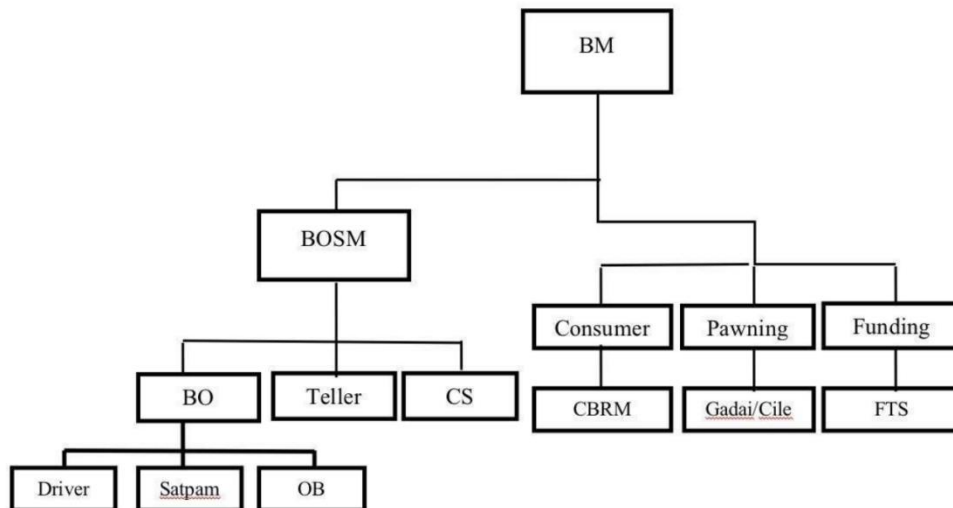 BM
BOSM
Consumer
Pawning
Funding
BO
Teller
CS
CBRM
Gadai/Cile
FTS
Driver
Satpam
OB